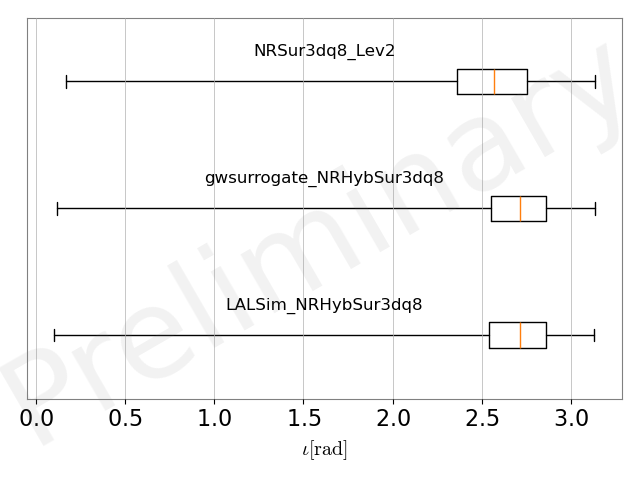 NRSur3dq8_Lev2
gwsurrogate_NRHybSur3dq8
LALSim_NRHybSur3dq8
Preliminary
0.0 0.5 1.0 1.5 2.0 2.5 3.0
ι[rad]